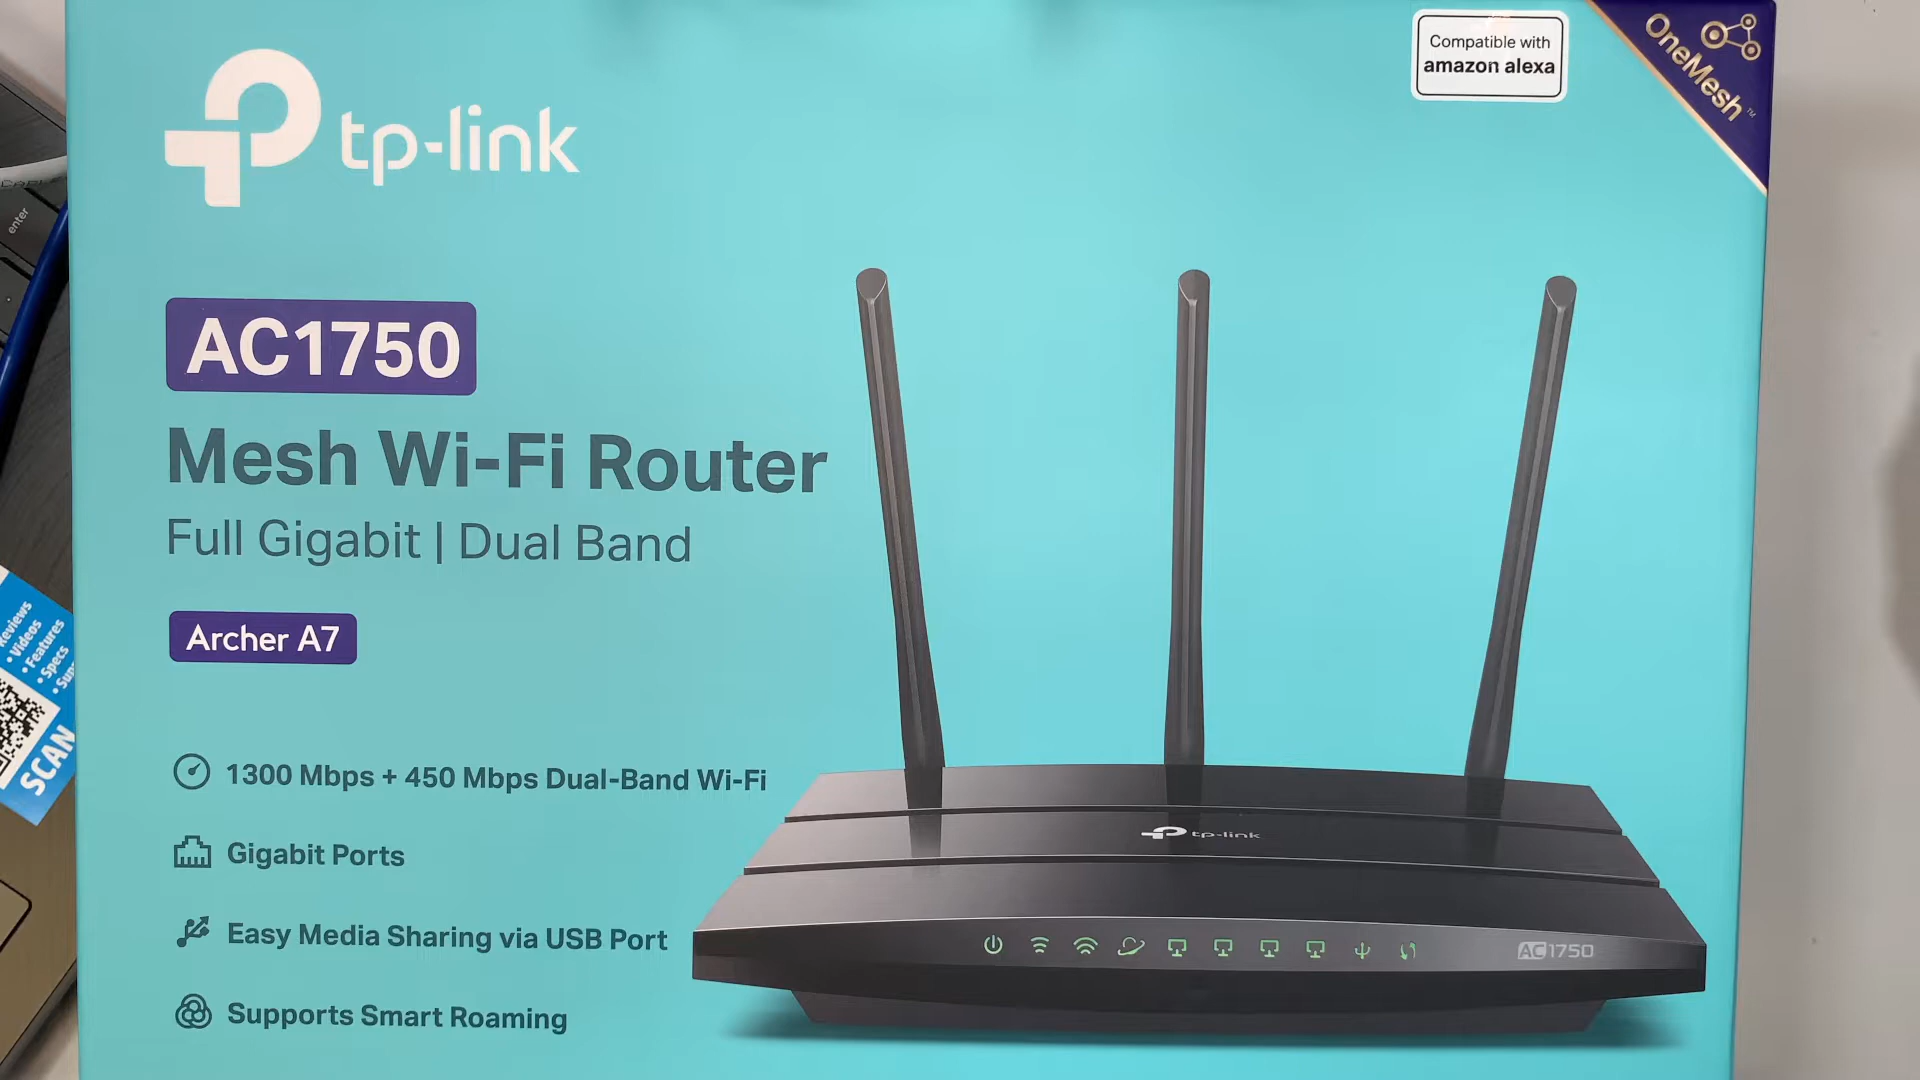 tp-link
Compatible with
amazon alexa
OneMesh™
AC1750
Mesh Wi-Fi Router
Full Gigabit | Dual Band
Archer A7
1300 Mbps + 450 Mbps Dual-Band Wi-Fi
Gigabit Ports
Easy Media Sharing via USB Port
Supports Smart Roaming
tp-link
AC1750
enter
Reviews
• Videos
• Features
• Specs
SCAN